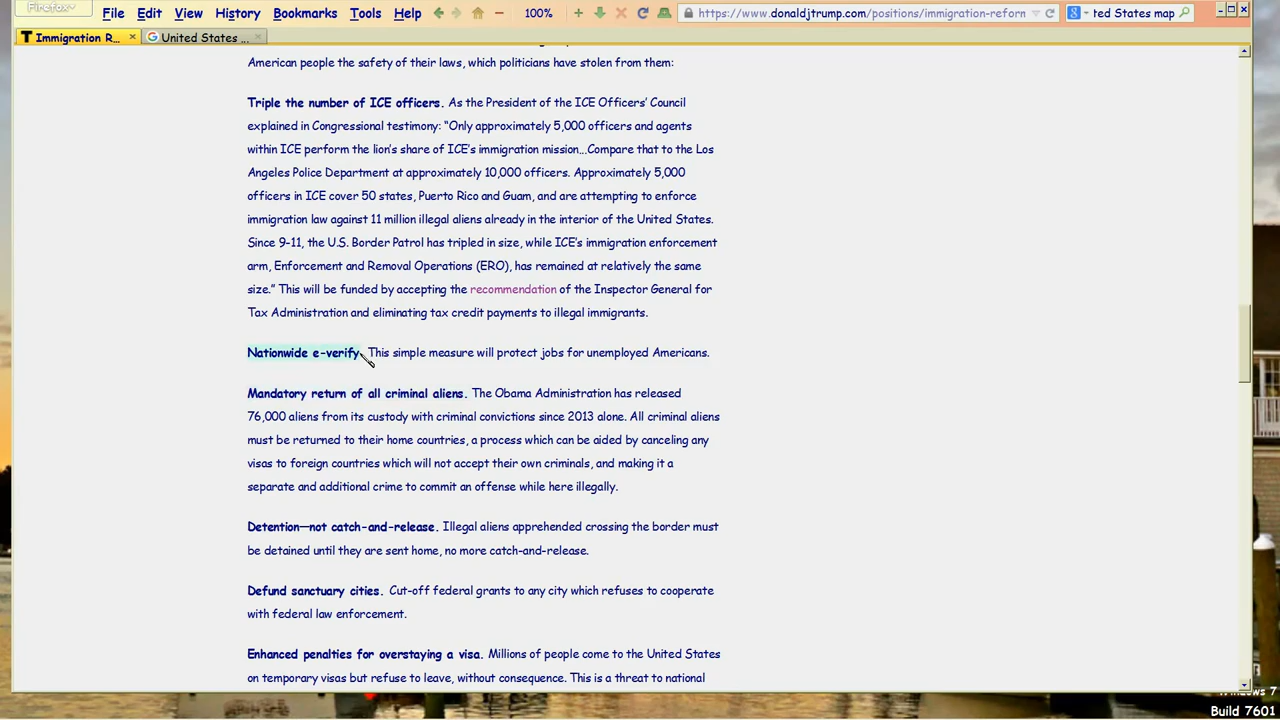 Firefox
File Edit View History Bookmarks Tools Help 100% https://www.donaldjtrump.com/positions/immigration-reforn ted States map
Immigration R... United States ...
American people the safety of their laws, which politicians have stolen from them:
Triple the number of ICE officers. As the President of the ICE Officers' Council
explained in Congressional testimony: "Only approximately 5,000 officers and agents
within ICE perform the lion's share of ICE's immigration mission...Compare that to the Los
Angeles Police Department at approximately 10,000 officers. Approximately 5,000
officers in ICE cover 50 states, Puerto Rico and Guam, and are attempting to enforce
immigration law against 11 million illegal aliens already in the interior of the United States.
Since 9-11, the U.S. Border Patrol has tripled in size, while ICE's immigration enforcement
arm, Enforcement and Removal Operations (ERO), has remained at relatively the same
size." This will be funded by accepting the recommendation of the Inspector General for
Tax Administration and eliminating tax credit payments to illegal immigrants.
Nationwide e-verify. This simple measure will protect jobs for unemployed Americans.
Mandatory return of all criminal aliens. The Obama Administration has released
76,000 aliens from its custody with criminal convictions since 2013 alone. All criminal aliens
must be returned to their home countries, a process which can be aided by canceling any
visas to foreign countries which will not accept their own criminals, and making it a
separate and additional crime to commit an offense while here illegally.
Detention—not catch-and-release. Illegal aliens apprehended crossing the border must
be detained until they are sent home, no more catch-and-release.
Defund sanctuary cities. Cut-off federal grants to any city which refuses to cooperate
with federal law enforcement.
Enhanced penalties for overstaying a visa. Millions of people come to the United States
on temporary visas but refuse to leave, without consequence. This is a threat to national
Windows 7
Build 7601